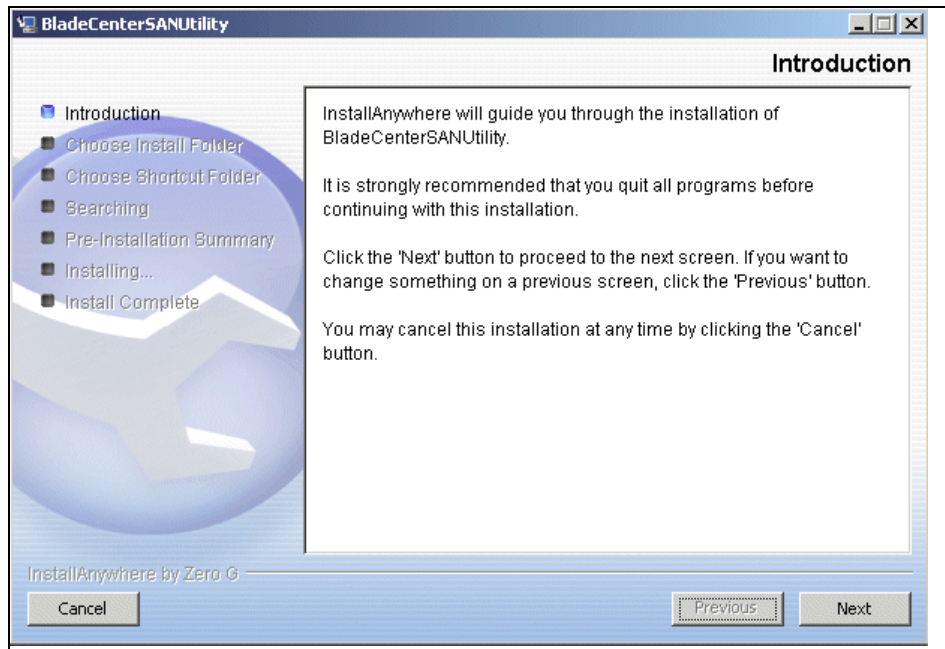 BladeCenterSANUtility
Introduction
Introduction
Choose Install Folder
Choose Shortcut Folder
Searching
Pre-Installation Summary
Installing...
Install Complete
InstallAnywhere will guide you through the installation of
BladeCenterSANUtility.
It is strongly recommended that you quit all programs before
continuing with this installation.
Click the 'Next' button to proceed to the next screen. If you want to
change something on a previous screen, click the 'Previous' button.
You may cancel this installation at any time by clicking the 'Cancel'
button.
InstallAnywhere by Zero G
Cancel
Previous
Next